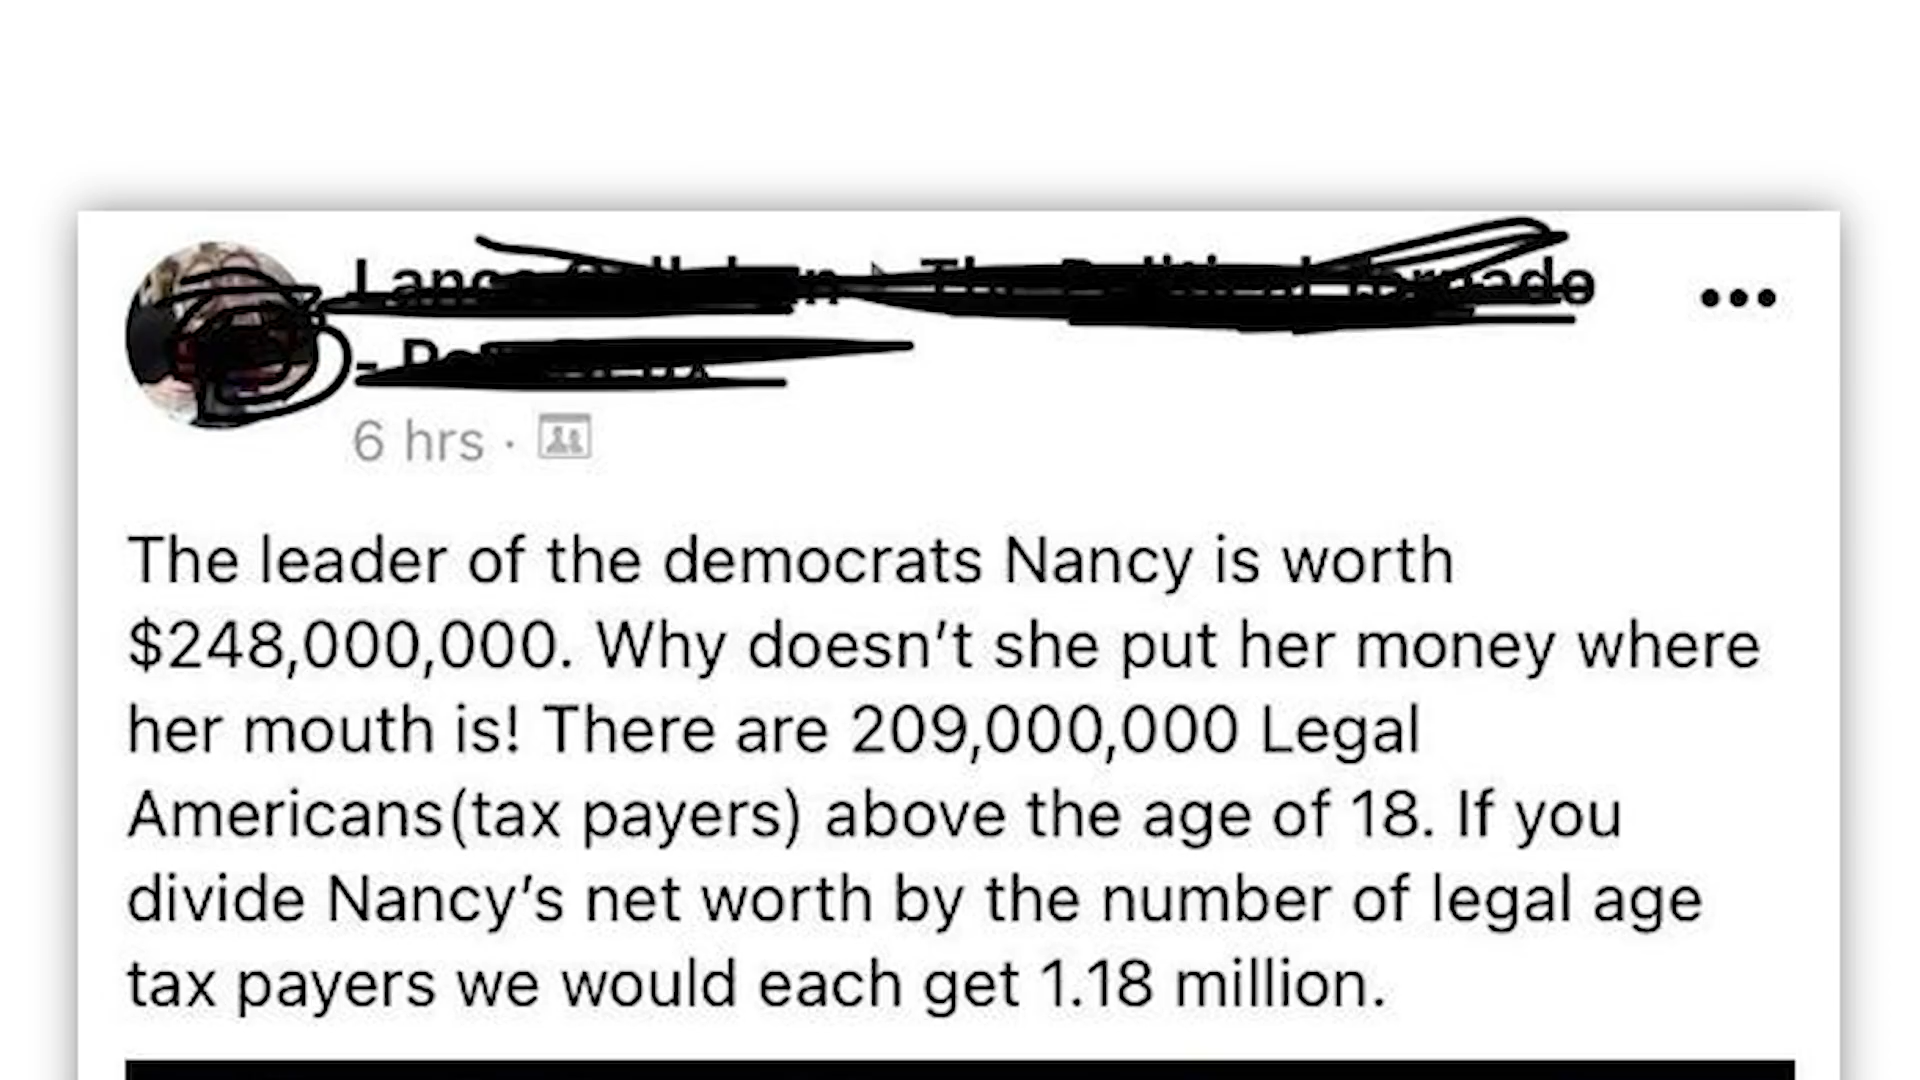 6 hrs ·
The leader of the democrats Nancy is worth
$248,000,000. Why doesn’t she put her money where
her mouth is! There are 209,000,000 Legal
Americans(tax payers) above the age of 18. If you
divide Nancy’s net worth by the number of legal age
tax payers we would each get 1.18 million.